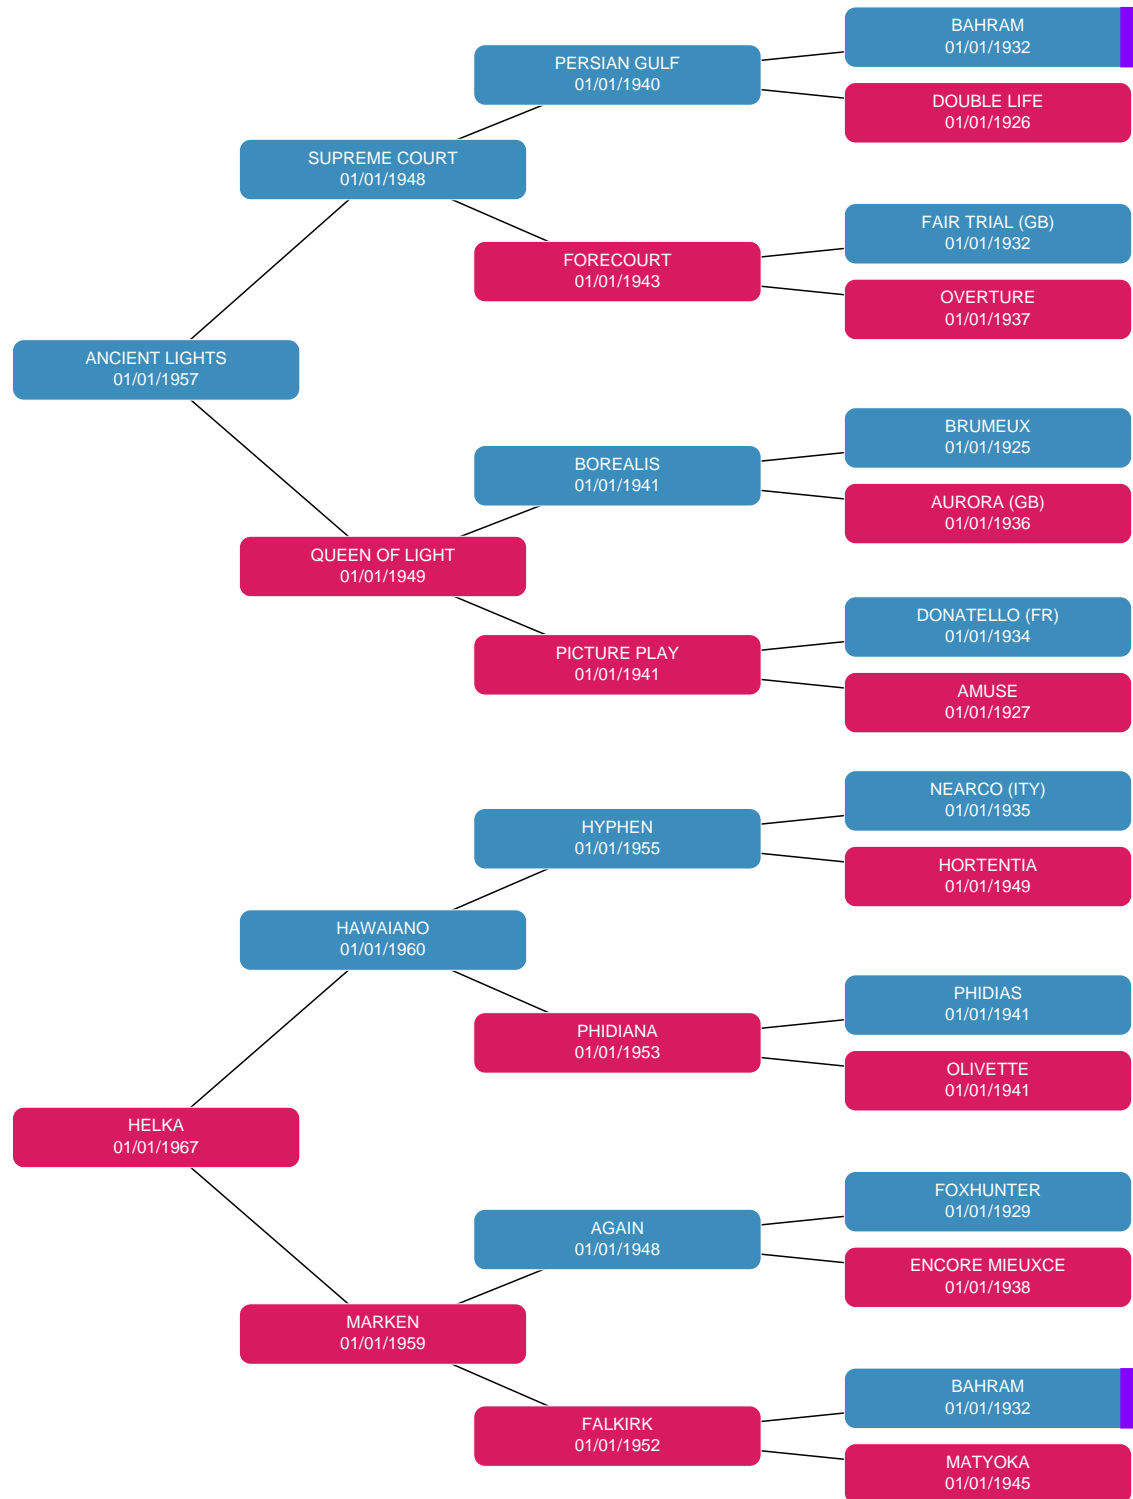 BAHRAM
01/01/1932
PERSIAN GULF
01/01/1940
DOUBLE LIFE
01/01/1926
SUPREME COURT
01/01/1948
FAIR TRIAL (GB)
01/01/1932
FORECOURT
01/01/1943
OVERTURE
01/01/1937
ANCIENT LIGHTS
01/01/1957
BRUMEUX
01/01/1925
BOREALIS
01/01/1941
AURORA (GB)
01/01/1936
QUEEN OF LIGHT
01/01/1949
DONATELLO (FR)
01/01/1934
PICTURE PLAY
01/01/1941
AMUSE
01/01/1927
NEARCO (ITY)
01/01/1935
HYPHEN
01/01/1955
HORTENTIA
01/01/1949
HAWAIANO
01/01/1960
PHIDIAS
01/01/1941
PHIDIANA
01/01/1953
OLIVETTE
01/01/1941
HELKA
01/01/1967
FOXHUNTER
01/01/1929
AGAIN
01/01/1948
ENCORE MIEUXCE
01/01/1938
MARKEN
01/01/1959
BAHRAM
01/01/1932
FALKIRK
01/01/1952
MATYOKA
01/01/1945